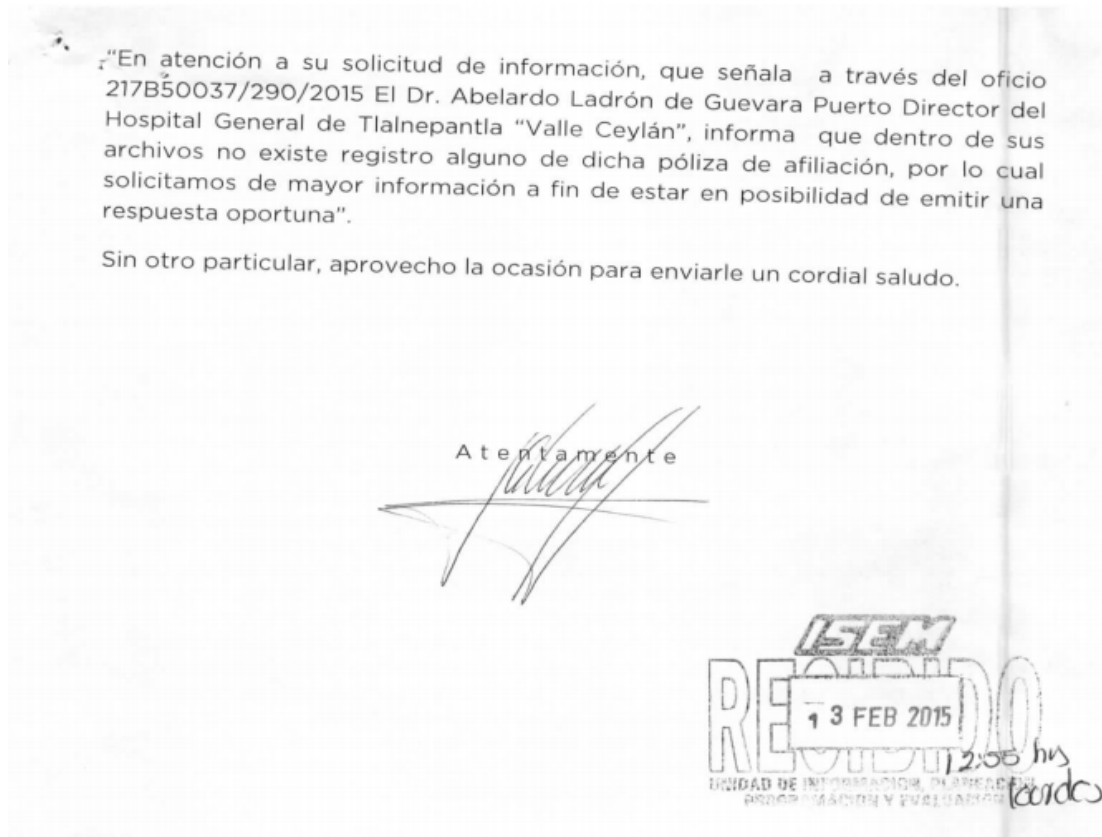 "En atención a su solicitud de información, que señala a través del oficio
217B50037/290/2015 El Dr. Abelardo Ladrón de Guevara Puerto Director del
Hospital General de Tlalnepantla "Valle Ceylán", informa que dentro de sus
archivos no existe registro alguno de dicha póliza de afiliación, por lo cual
solicitamos de mayor información a fin de estar en posibilidad de emitir una
respuesta oportuna".
Sin otro particular, aprovecho la ocasión para enviarle un cordial saludo.
Atentamente
ISEM
RECIBIDO
13 FEB 2015
12:55 hrs
UNIDAD DE INFORMACION, PLANEACION,
PROGRAMACION Y EVALUACION